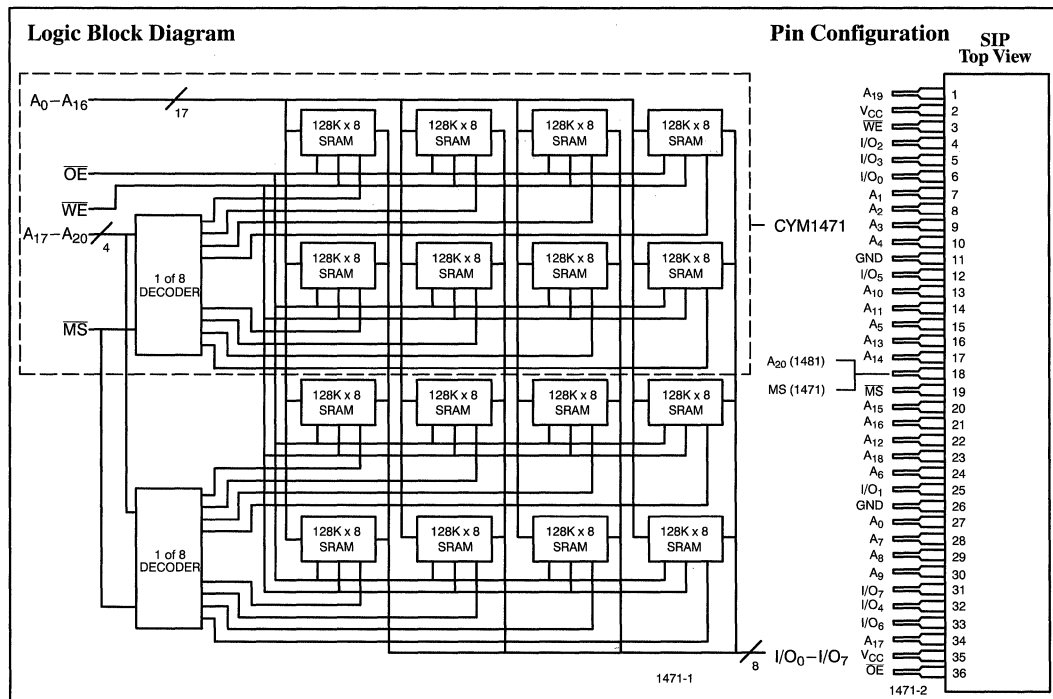 Logic Block Diagram
A0–A16
17
OE
WE
A17–A20
4
MS
1 of 8
DECODER
128K x 8
SRAM
128K x 8
SRAM
128K x 8
SRAM
128K x 8
SRAM
128K x 8
SRAM
128K x 8
SRAM
128K x 8
SRAM
128K x 8
SRAM
CYM1471
128K x 8
SRAM
128K x 8
SRAM
128K x 8
SRAM
128K x 8
SRAM
1 of 8
DECODER
128K x 8
SRAM
128K x 8
SRAM
128K x 8
SRAM
128K x 8
SRAM
8
I/O0–I/O7
1471-1
Pin Configuration
SIP
Top View
A19 1
VCC 2
WE 3
I/O2 4
I/O3 5
I/O0 6
A1 7
A2 8
A3 9
A4 10
GND 11
I/O5 12
A10 13
A11 14
A5 15
A13 16
A14 17
A20 (1481)
18
MS (1471)
MS 19
A15 20
A16 21
A12 22
A18 23
A6 24
I/O1 25
GND 26
A0 27
A7 28
A8 29
A9 30
I/O7 31
I/O4 32
I/O6 33
A17 34
VCC 35
OE 36
1471-2